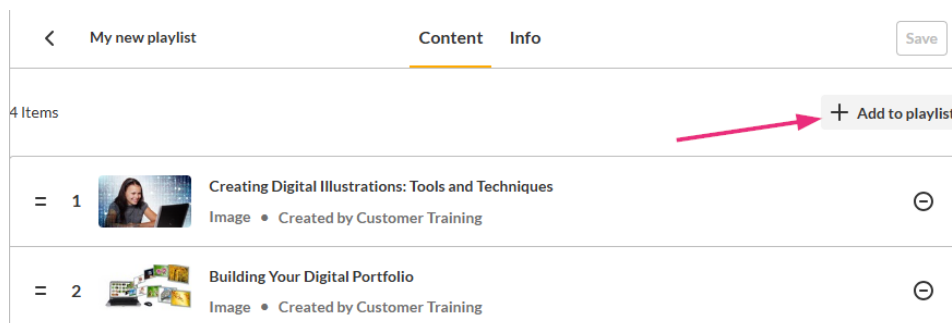 My new playlist
Content
Info
Save
4 Items
+ Add to playlist
1
Creating Digital Illustrations: Tools and Techniques
Image • Created by Customer Training
2
Building Your Digital Portfolio
Image • Created by Customer Training